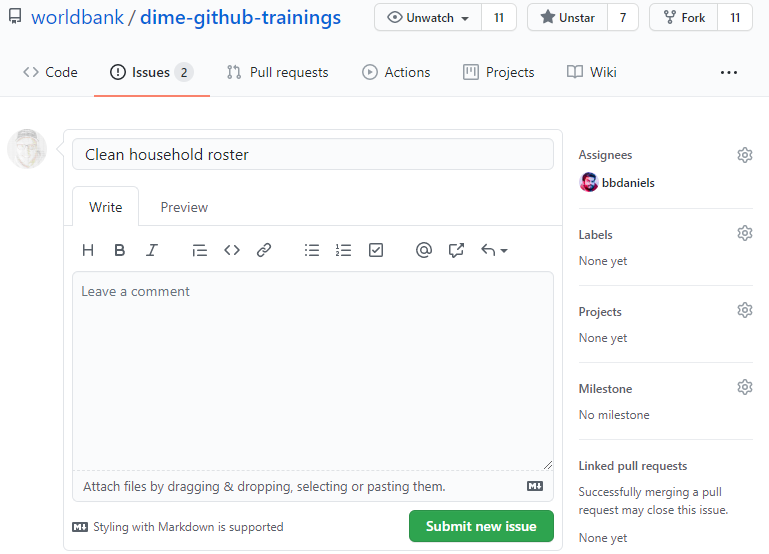 worldbank / dime-github-trainings
Unwatch 11 Unstar 7 Fork 11
Code Issues 2 Pull requests Actions Projects Wiki
Clean household roster
Write Preview
Leave a comment
Attach files by dragging & dropping, selecting or pasting them.
Styling with Markdown is supported
Submit new issue
Assignees
bbdaniels
Labels
None yet
Projects
None yet
Milestone
No milestone
Linked pull requests
Successfully merging a pull
request may close this issue.
None yet